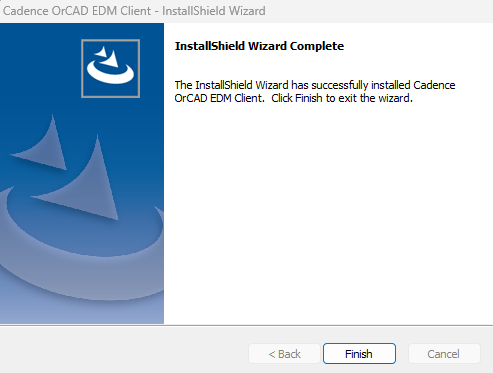 Cadence OrCAD EDM Client - InstallShield Wizard
InstallShield Wizard Complete
The InstallShield Wizard has successfully installed Cadence
OrCAD EDM Client.  Click Finish to exit the wizard.
< Back
Finish
Cancel